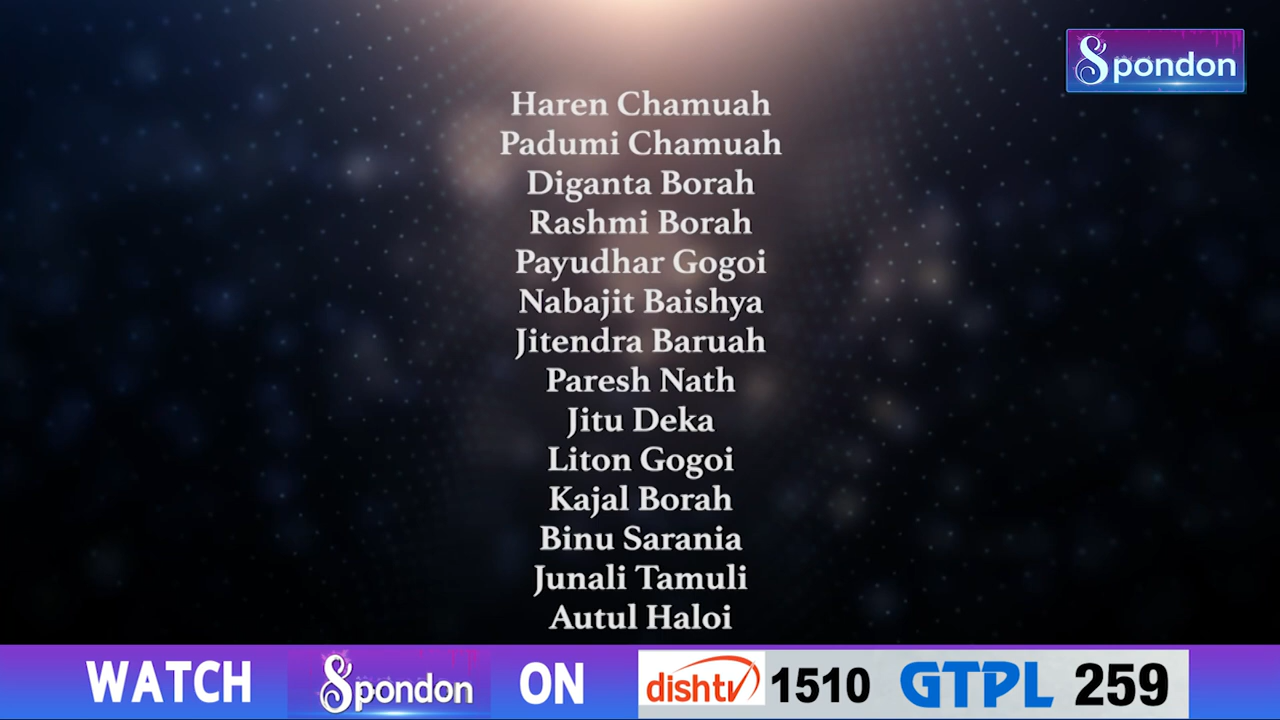 Spondon
Haren Chamuah
Padumi Chamuah
Diganta Borah
Rashmi Borah
Payudhar Gogoi
Nabajit Baishya
Jitendra Baruah
Paresh Nath
Jitu Deka
Liton Gogoi
Kajal Borah
Binu Sarania
Junali Tamuli
Autul Haloi
WATCH Spondon ON dishtv 1510 GTPL 259